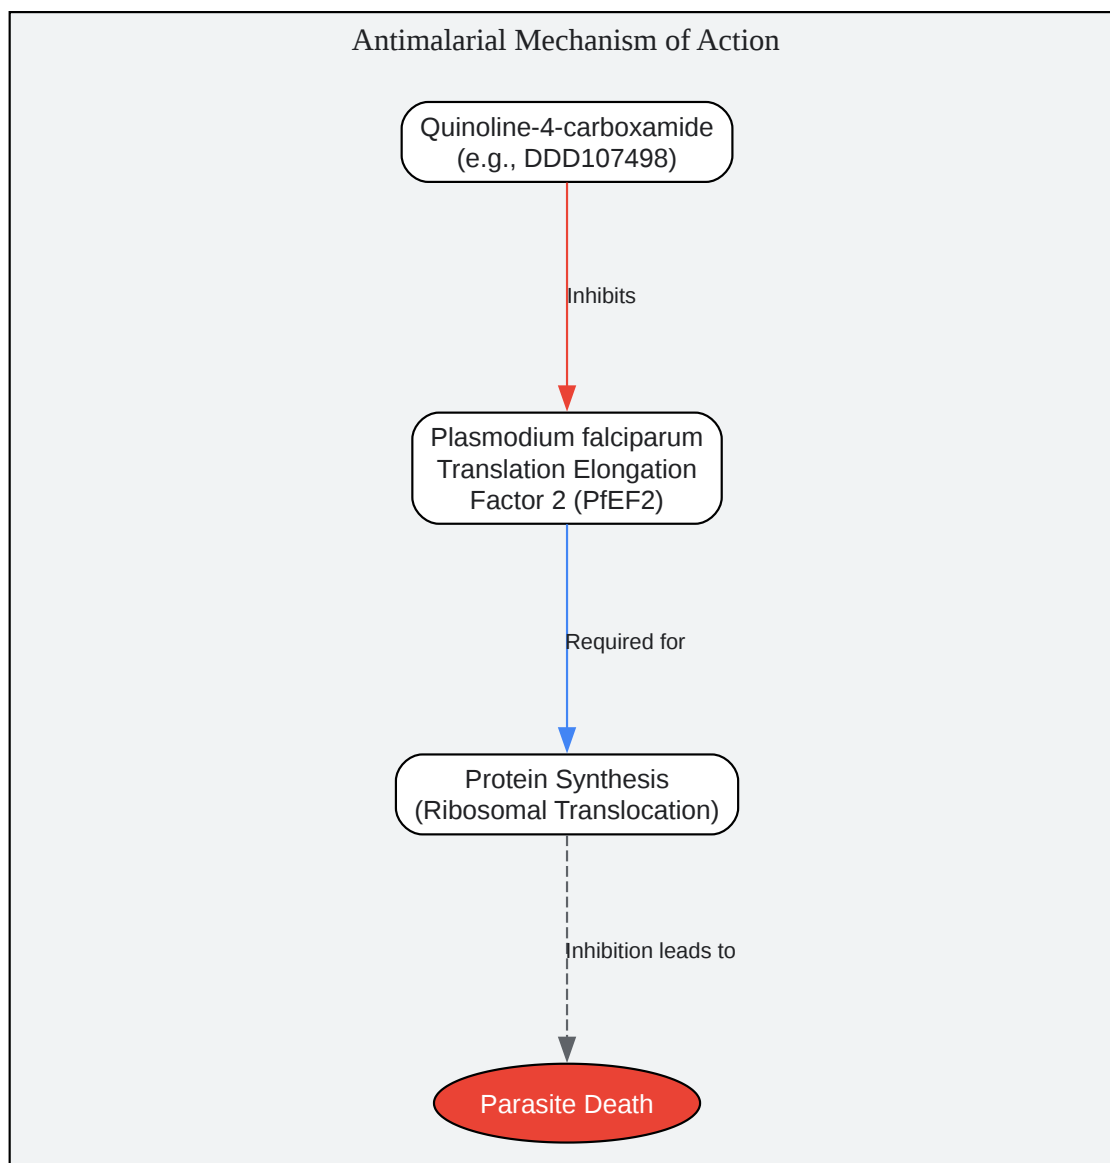 Antimalarial Mechanism of Action
Quinoline-4-carboxamide
(e.g., DDD107498)
Inhibits
Plasmodium falciparum
Translation Elongation
Factor 2 (PfEF2)
Required for
Protein Synthesis
(Ribosomal Translocation)
Inhibition leads to
Parasite Death